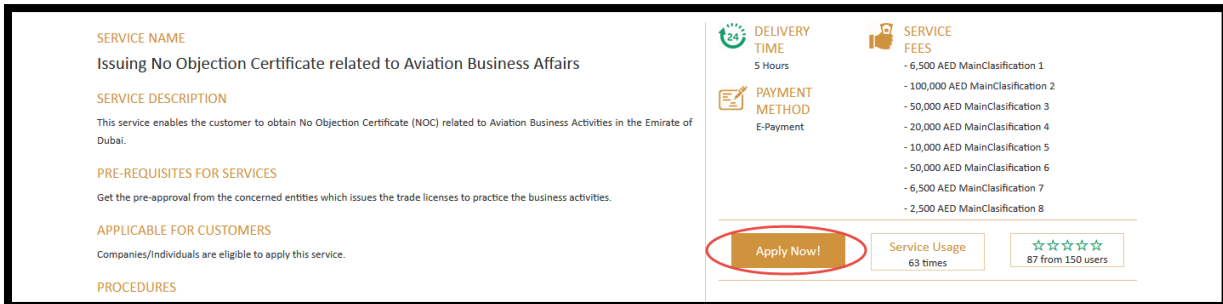 SERVICE NAME
Issuing No Objection Certificate related to Aviation Business Affairs
SERVICE DESCRIPTION
This service enables the customer to obtain No Objection Certificate (NOC) related to Aviation Business Activities in the Emirate of
Dubai.
PRE-REQUISITES FOR SERVICES
Get the pre-approval from the concerned entities which issues the trade licenses to practice the business activities.
APPLICABLE FOR CUSTOMERS
Companies/Individuals are eligible to apply this service.
PROCEDURES
24
DELIVERY
TIME
5 Hours
PAYMENT
METHOD
E-Payment
SERVICE
FEES
- 6,500 AED MainClasification 1
- 100,000 AED MainClasification 2
- 50,000 AED MainClasification 3
- 20,000 AED MainClasification 4
- 10,000 AED MainClasification 5
- 50,000 AED MainClasification 6
- 6,500 AED MainClasification 7
- 2,500 AED MainClasification 8
Apply Now!
Service Usage
63 times
87 from 150 users